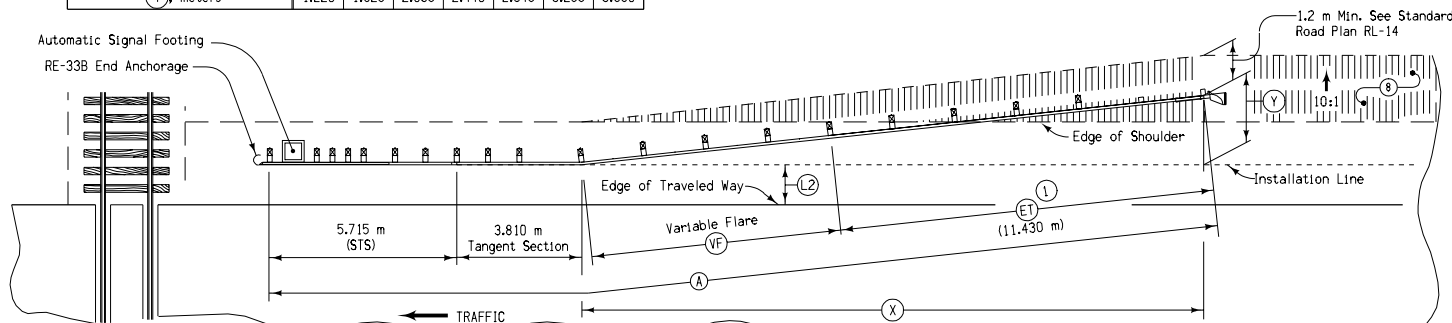 Y, meters
1.2 m Min. See Standard
Road Plan RL-14
Automatic Signal Footing
RE-33B End Anchorage
8
Y
10:1
Edge of Shoulder
L2
Edge of Traveled Way
Installation Line
1
ET
(11.430 m)
5.715 m
(STS)
3.810 m
Tangent Section
Variable Flare
VF
A
X
TRAFFIC